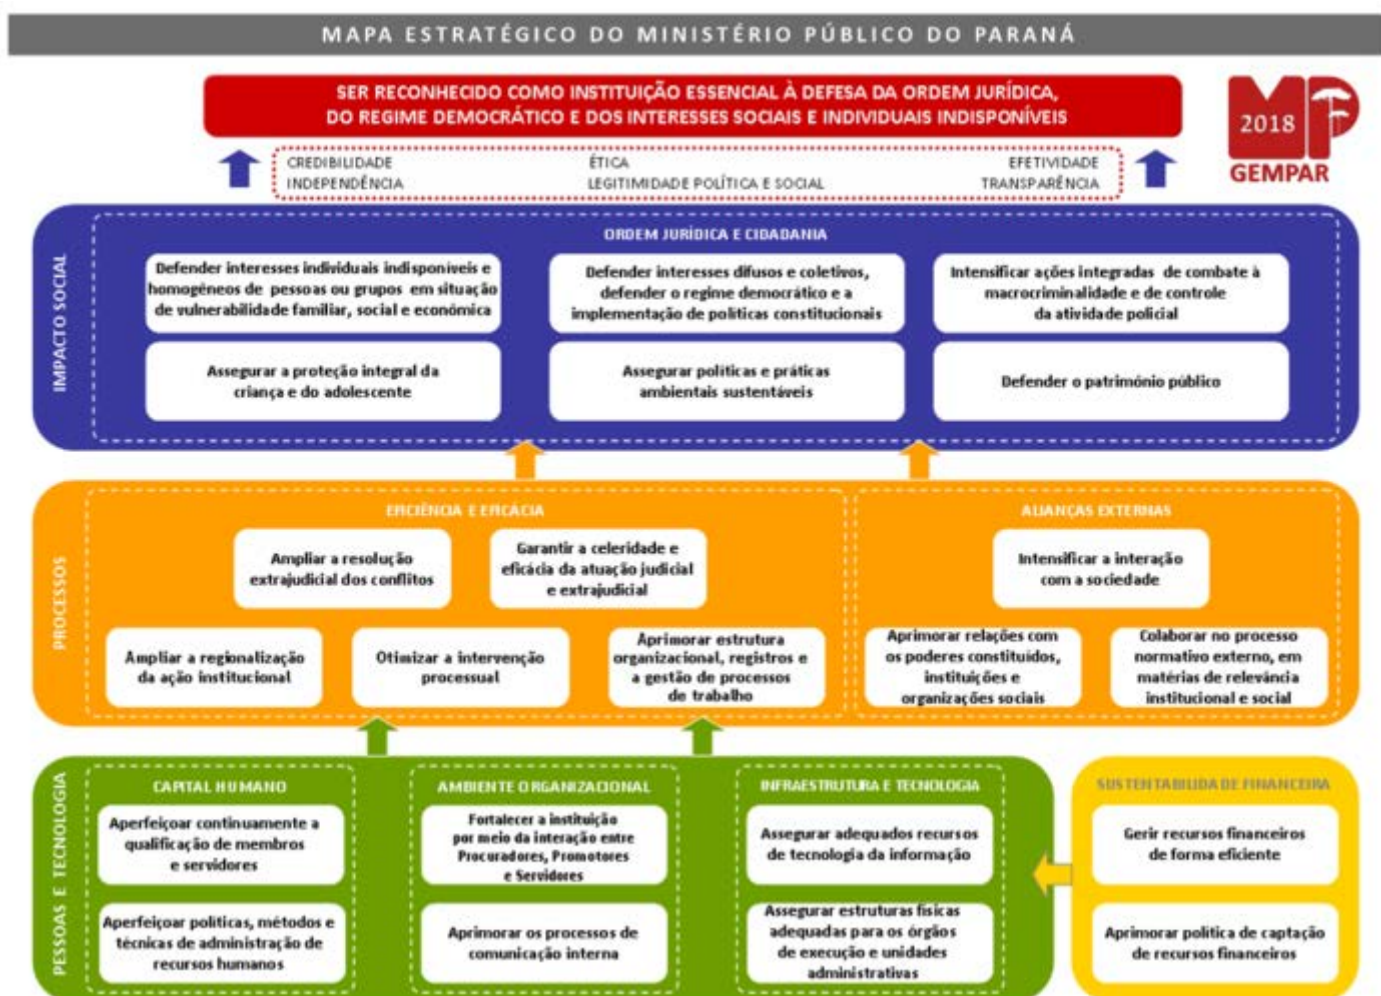 MAPA ESTRATÉGICO DO MINISTÉRIO PÚBLICO DO PARANÁ
SER RECONHECIDO COMO INSTITUIÇÃO ESSENCIAL À DEFESA DA ORDEM JURÍDICA,
DO REGIME DEMOCRÁTICO E DOS INTERESSES SOCIAIS E INDIVIDUAIS INDISPONÍVEIS
MP
2018
GEMPAR
CREDIBILIDADE
INDEPENDÊNCIA
ÉTICA
LEGITIMIDADE POLÍTICA E SOCIAL
EFETIVIDADE
TRANSPARÊNCIA
IMPACTO SOCIAL
ORDEM JURÍDICA E CIDADANIA
Defender interesses individuais indisponíveis e
homogêneos de pessoas ou grupos em situação
de vulnerabilidade familiar, social e econômica
Defender interesses difusos e coletivos,
defender o regime democrático e a
implementação de políticas constitucionais
Intensificar ações integradas de combate à
macrocriminalidade e de controle
da atividade policial
Assegurar a proteção integral da
criança e do adolescente
Assegurar políticas e práticas
ambientais sustentáveis
Defender o patrimônio público
PROCESSOS
EFICIÊNCIA E EFICÁCIA
Ampliar a resolução
extrajudicial dos conflitos
Garantir a celeridade e
eficácia da atuação judicial
e extrajudicial
Ampliar a regionalização
da ação institucional
Otimizar a intervenção
processual
Aprimorar estrutura
organizacional, registros e
a gestão de processos
de trabalho
ALIANÇAS EXTERNAS
Intensificar a interação
com a sociedade
Aprimorar relações com
os poderes constituídos,
instituições e
organizações sociais
Colaborar no processo
normativo externo, em
matérias de relevância
institucional e social
PESSOAS E TECNOLOGIA
CAPITAL HUMANO
Aperfeiçoar continuamente a
qualificação de membros
e servidores
Aperfeiçoar políticas, métodos e
técnicas de administração de
recursos humanos
AMBIENTE ORGANIZACIONAL
Fortalecer a instituição
por meio da interação entre
Procuradores, Promotores
e Servidores
Aprimorar os processos de
comunicação interna
INFRAESTRUTURA E TECNOLOGIA
Assegurar adequados recursos
de tecnologia da informação
Assegurar estruturas físicas
adequadas para os órgãos
de execução e unidades
administrativas
SUSTENTABILIDADE FINANCEIRA
Gerir recursos financeiros
de forma eficiente
Aprimorar política de captação
de recursos financeiros